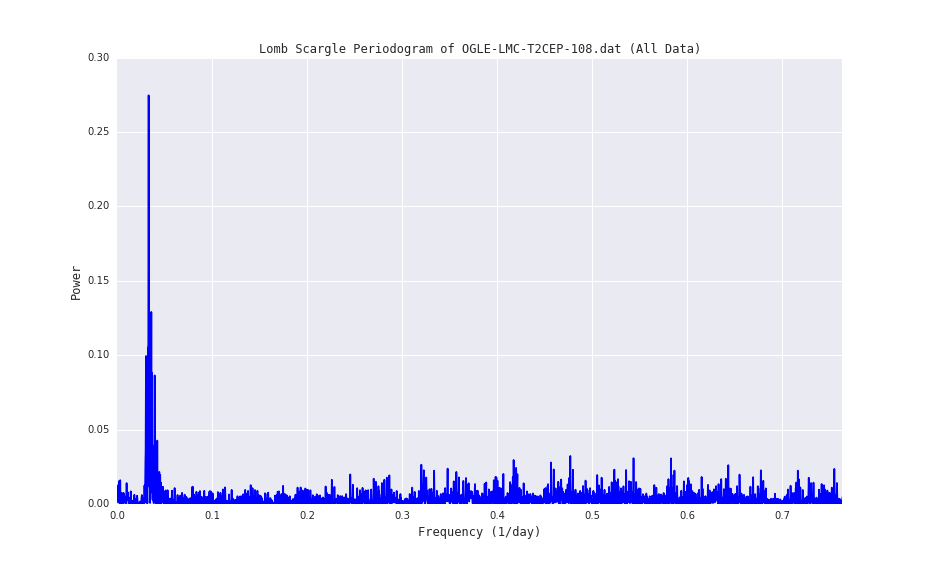 Lomb Scargle Periodogram of OGLE-LMC-T2CEP-108.dat (All Data)
0.30
0.25
0.20
0.15
0.10
0.05
0.00
Power
0.0 0.1 0.2 0.3 0.4 0.5 0.6 0.7
Frequency (1/day)